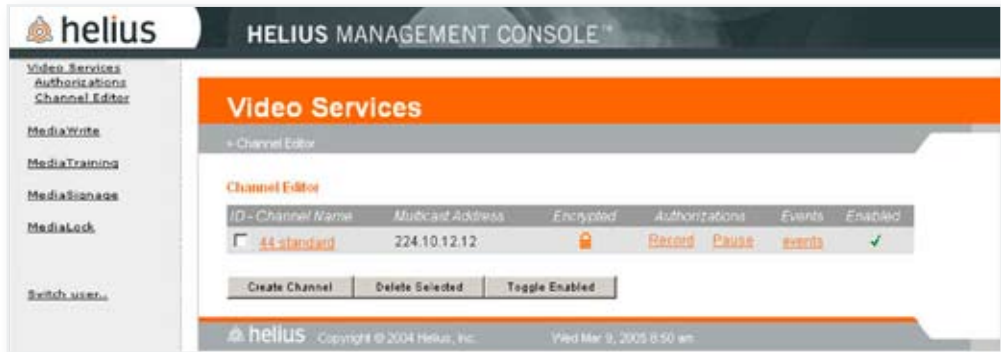 helius
HELIUS MANAGEMENT CONSOLE™
Video Services
Authorizations
Channel Editor
MediaWrite
MediaTraining
MediaSignage
MediaLock
Switch user...
Video Services
» Channel Editor
Channel Editor
ID - Channel Name Multicast Address Encrypted Authorizations Events Enabled
44-standard 224.10.12.12 Record Pause events
Create Channel Delete Selected Toggle Enabled
helius Copyright © 2004 Helius, Inc. Wed Mar 9, 2005 8:50 am